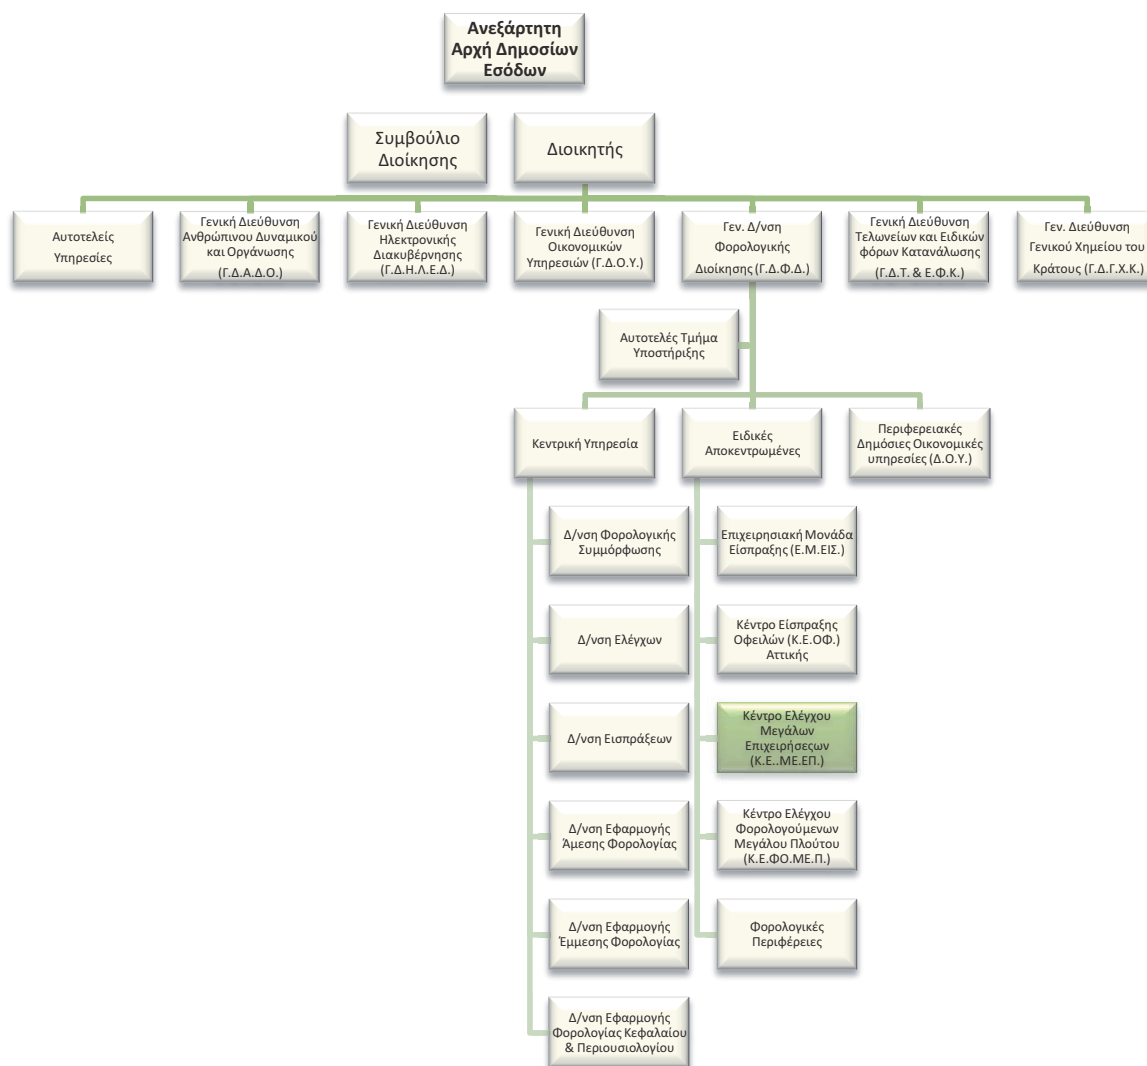 Ανεξάρτητη
Αρχή Δημοσίων
Εσόδων
Συμβούλιο
Διοίκησης
Διοικητής
Αυτοτελείς
Υπηρεσίες
Γενική Διεύθυνση
Ανθρώπινου Δυναμικού
και Οργάνωσης
(Γ.Δ.Α.Δ.Ο.)
Γενική Διεύθυνση
Ηλεκτρονικής
Διακυβέρνησης
(Γ.Δ.Η.Λ.Ε.Δ.)
Γενική Διεύθυνση
Οικονομικών
Υπηρεσιών (Γ.Δ.Ο.Υ.)
Γεν. Δ/νση
Φορολογικής
Διοίκησης (Γ.Δ.Φ.Δ.)
Γενική Διεύθυνση
Τελωνείων και Ειδικών
φόρων Κατανάλωσης
(Γ.Δ.Τ. & Ε.Φ.Κ.)
Γεν. Διεύθυνση
Γενικού Χημείου του
Κράτους (Γ.Δ.Γ.Χ.Κ.)
Αυτοτελές Τμήμα
Υποστήριξης
Κεντρική Υπηρεσία
Ειδικές
Αποκεντρωμένες
Περιφερειακές
Δημόσιες Οικονομικές
υπηρεσίες (Δ.Ο.Υ.)
Δ/νση Φορολογικής
Συμμόρφωσης
Δ/νση Ελέγχων
Δ/νση Εισπράξεων
Δ/νση Εφαρμογής
Άμεσης Φορολογίας
Δ/νση Εφαρμογής
Έμμεσης Φορολογίας
Δ/νση Εφαρμογής
Φορολογίας Κεφαλαίου
& Περιουσιολογίου
Επιχειρησιακή Μονάδα
Είσπραξης (Ε.Μ.ΕΙΣ.)
Κέντρο Είσπραξης
Οφειλών (Κ.Ε.ΟΦ.)
Αττικής
Κέντρο Ελέγχου
Μεγάλων
Επιχειρήσεςων
(Κ.Ε..ΜΕ.ΕΠ.)
Κέντρο Ελέγχου
Φορολογούμενων
Μεγάλου Πλούτου
(Κ.Ε.ΦΟ.ΜΕ.Π.)
Φορολογικές
Περιφέρειες